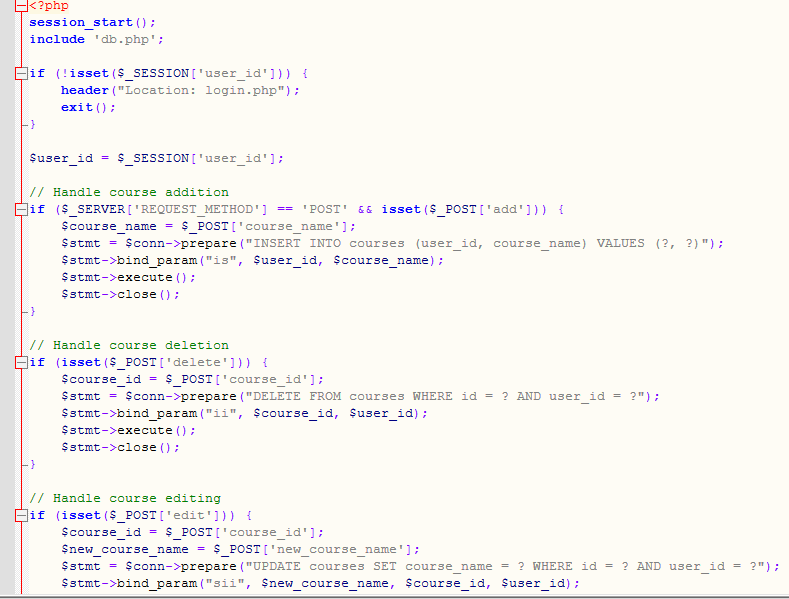 <?php
session_start();
include 'db.php';
if (!isset($_SESSION['user_id'])) {
    header("Location: login.php");
    exit();
}
$user_id = $_SESSION['user_id'];
// Handle course addition
if ($_SERVER['REQUEST_METHOD'] == 'POST' && isset($_POST['add'])) {
    $course_name = $_POST['course_name'];
    $stmt = $conn->prepare("INSERT INTO courses (user_id, course_name) VALUES (?, ?)");
    $stmt->bind_param("is", $user_id, $course_name);
    $stmt->execute();
    $stmt->close();
}
// Handle course deletion
if (isset($_POST['delete'])) {
    $course_id = $_POST['course_id'];
    $stmt = $conn->prepare("DELETE FROM courses WHERE id = ? AND user_id = ?");
    $stmt->bind_param("ii", $course_id, $user_id);
    $stmt->execute();
    $stmt->close();
}
// Handle course editing
if (isset($_POST['edit'])) {
    $course_id = $_POST['course_id'];
    $new_course_name = $_POST['new_course_name'];
    $stmt = $conn->prepare("UPDATE courses SET course_name = ? WHERE id = ? AND user_id = ?");
    $stmt->bind_param("sii", $new_course_name, $course_id, $user_id);